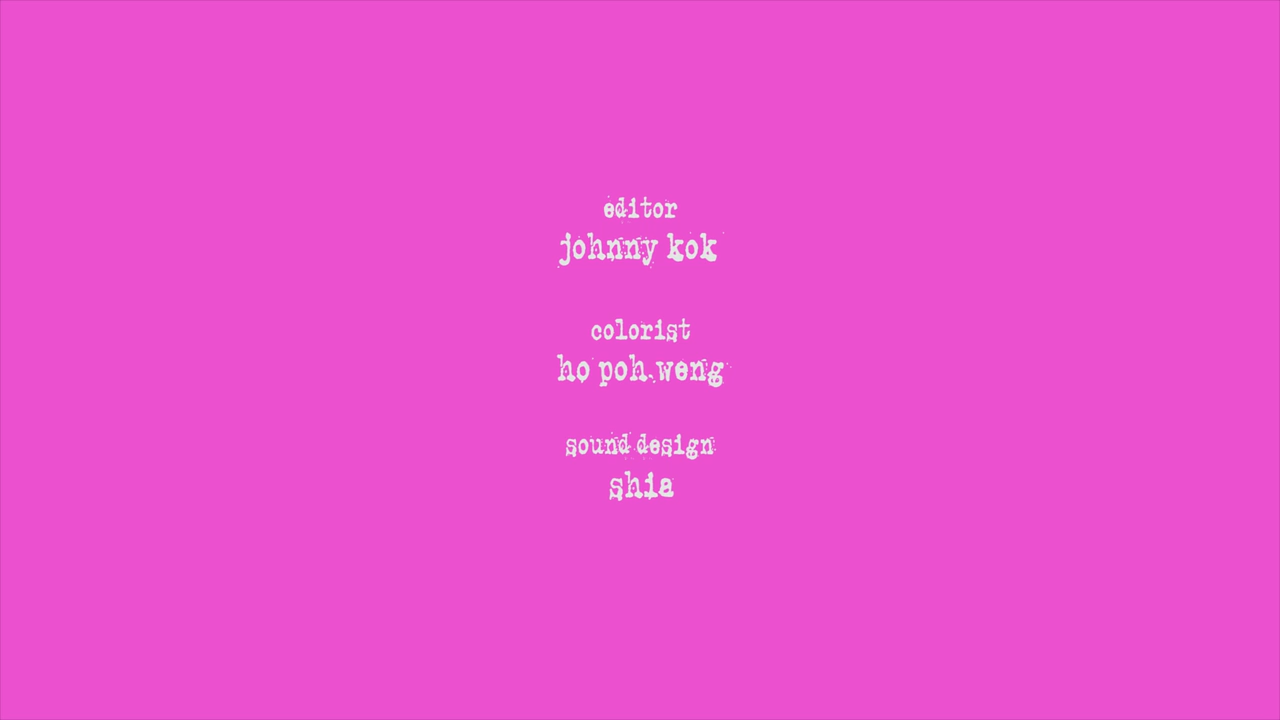 editor
johnny kok
colorist
ho poh weng
sound design
shia